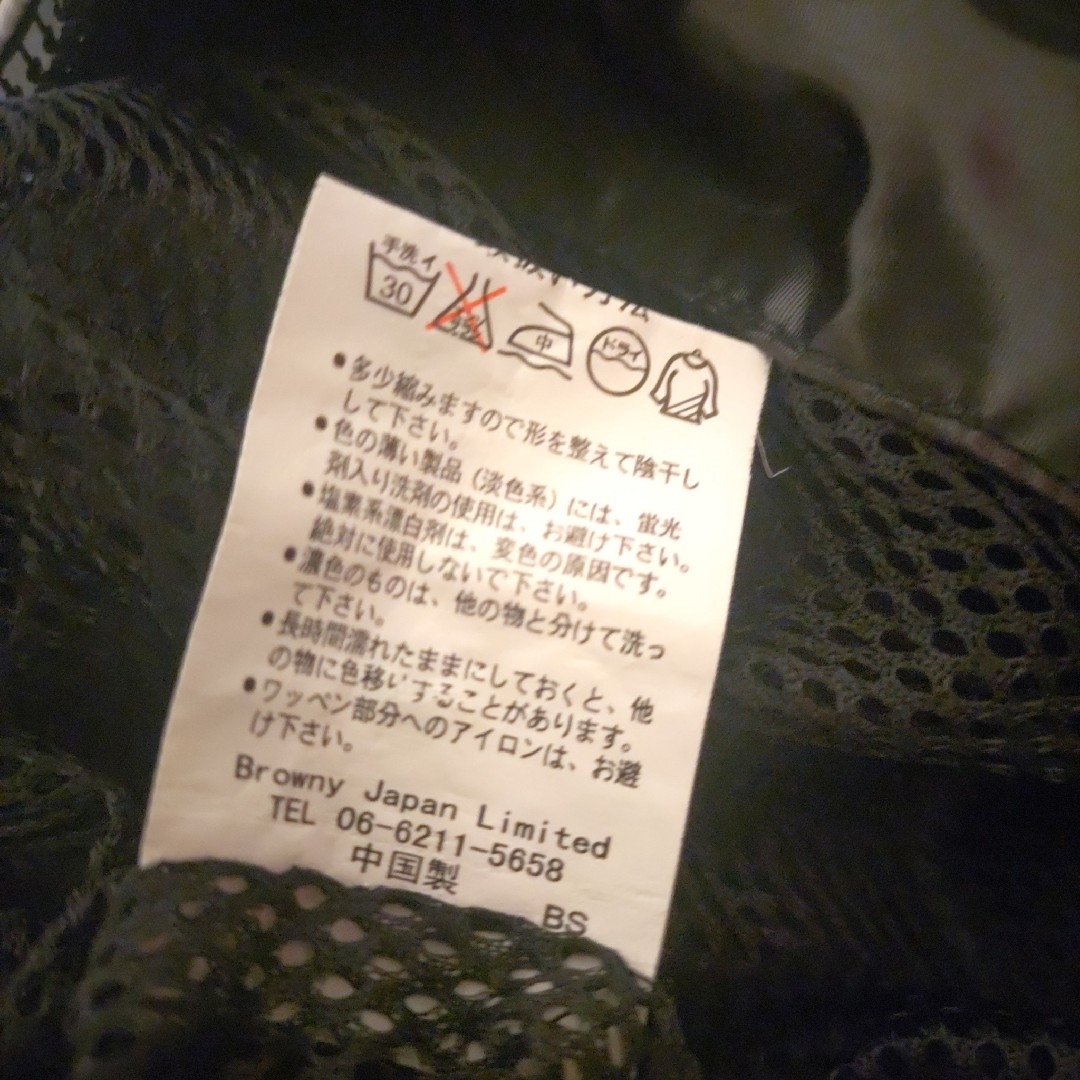 手洗イ
30
中
ドライ
●多少縮みますので形を整えて陰干し
して下さい。
●色の薄い製品（淡色系）には、蛍光
剤入り洗剤の使用は、お避け下さい。
●塩素系漂白剤は、変色の原因です。
絶対に使用しないで下さい。
●濃色のものは、他の物と分けて洗っ
て下さい。
●長時間濡れたままにしておくと、他
の物に色移りすることがあります。
●ワッペン部分へのアイロンは、お避
け下さい。
Browny Japan Limited
TEL 06-6211-5658
中国製
BS